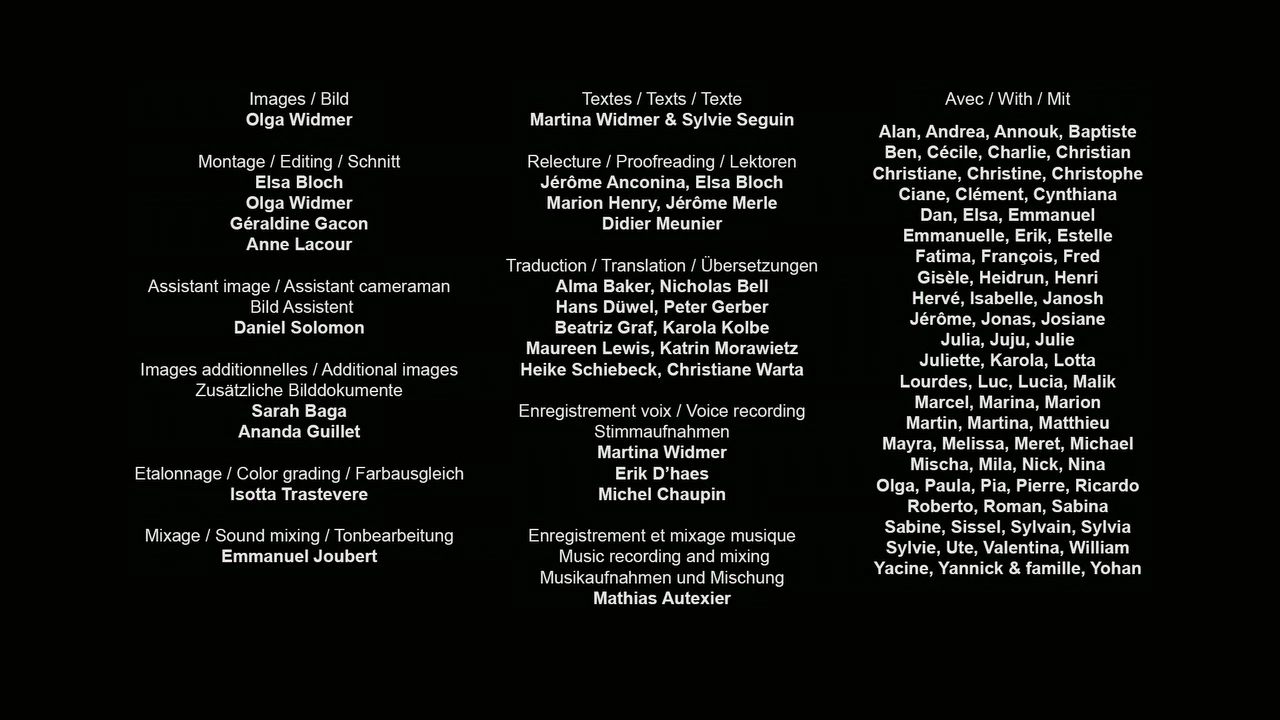 Images / Bild
Olga Widmer
Montage / Editing / Schnitt
Elsa Bloch
Olga Widmer
Géraldine Gacon
Anne Lacour
Assistant image / Assistant cameraman
Bild Assistent
Daniel Solomon
Images additionnelles / Additional images
Zusätzliche Bilddokumente
Sarah Baga
Ananda Guillet
Etalonnage / Color grading / Farbausgleich
Isotta Trastevere
Mixage / Sound mixing / Tonbearbeitung
Emmanuel Joubert
Textes / Texts / Texte
Martina Widmer & Sylvie Seguin
Relecture / Proofreading / Lektoren
Jérôme Anconina, Elsa Bloch
Marion Henry, Jérôme Merle
Didier Meunier
Traduction / Translation / Übersetzungen
Alma Baker, Nicholas Bell
Hans Düwel, Peter Gerber
Beatriz Graf, Karola Kolbe
Maureen Lewis, Katrin Morawietz
Heike Schiebeck, Christiane Warta
Enregistrement voix / Voice recording
Stimmaufnahmen
Martina Widmer
Erik D’haes
Michel Chaupin
Enregistrement et mixage musique
Music recording and mixing
Musikaufnahmen und Mischung
Mathias Autexier
Avec / With / Mit
Alan, Andrea, Annouk, Baptiste
Ben, Cécile, Charlie, Christian
Christiane, Christine, Christophe
Ciane, Clément, Cynthiana
Dan, Elsa, Emmanuel
Emmanuelle, Erik, Estelle
Fatima, François, Fred
Gisèle, Heidrun, Henri
Hervé, Isabelle, Janosh
Jérôme, Jonas, Josiane
Julia, Juju, Julie
Juliette, Karola, Lotta
Lourdes, Luc, Lucia, Malik
Marcel, Marina, Marion
Martin, Martina, Matthieu
Mayra, Melissa, Meret, Michael
Mischa, Mila, Nick, Nina
Olga, Paula, Pia, Pierre, Ricardo
Roberto, Roman, Sabina
Sabine, Sissel, Sylvain, Sylvia
Sylvie, Ute, Valentina, William
Yacine, Yannick & famille, Yohan